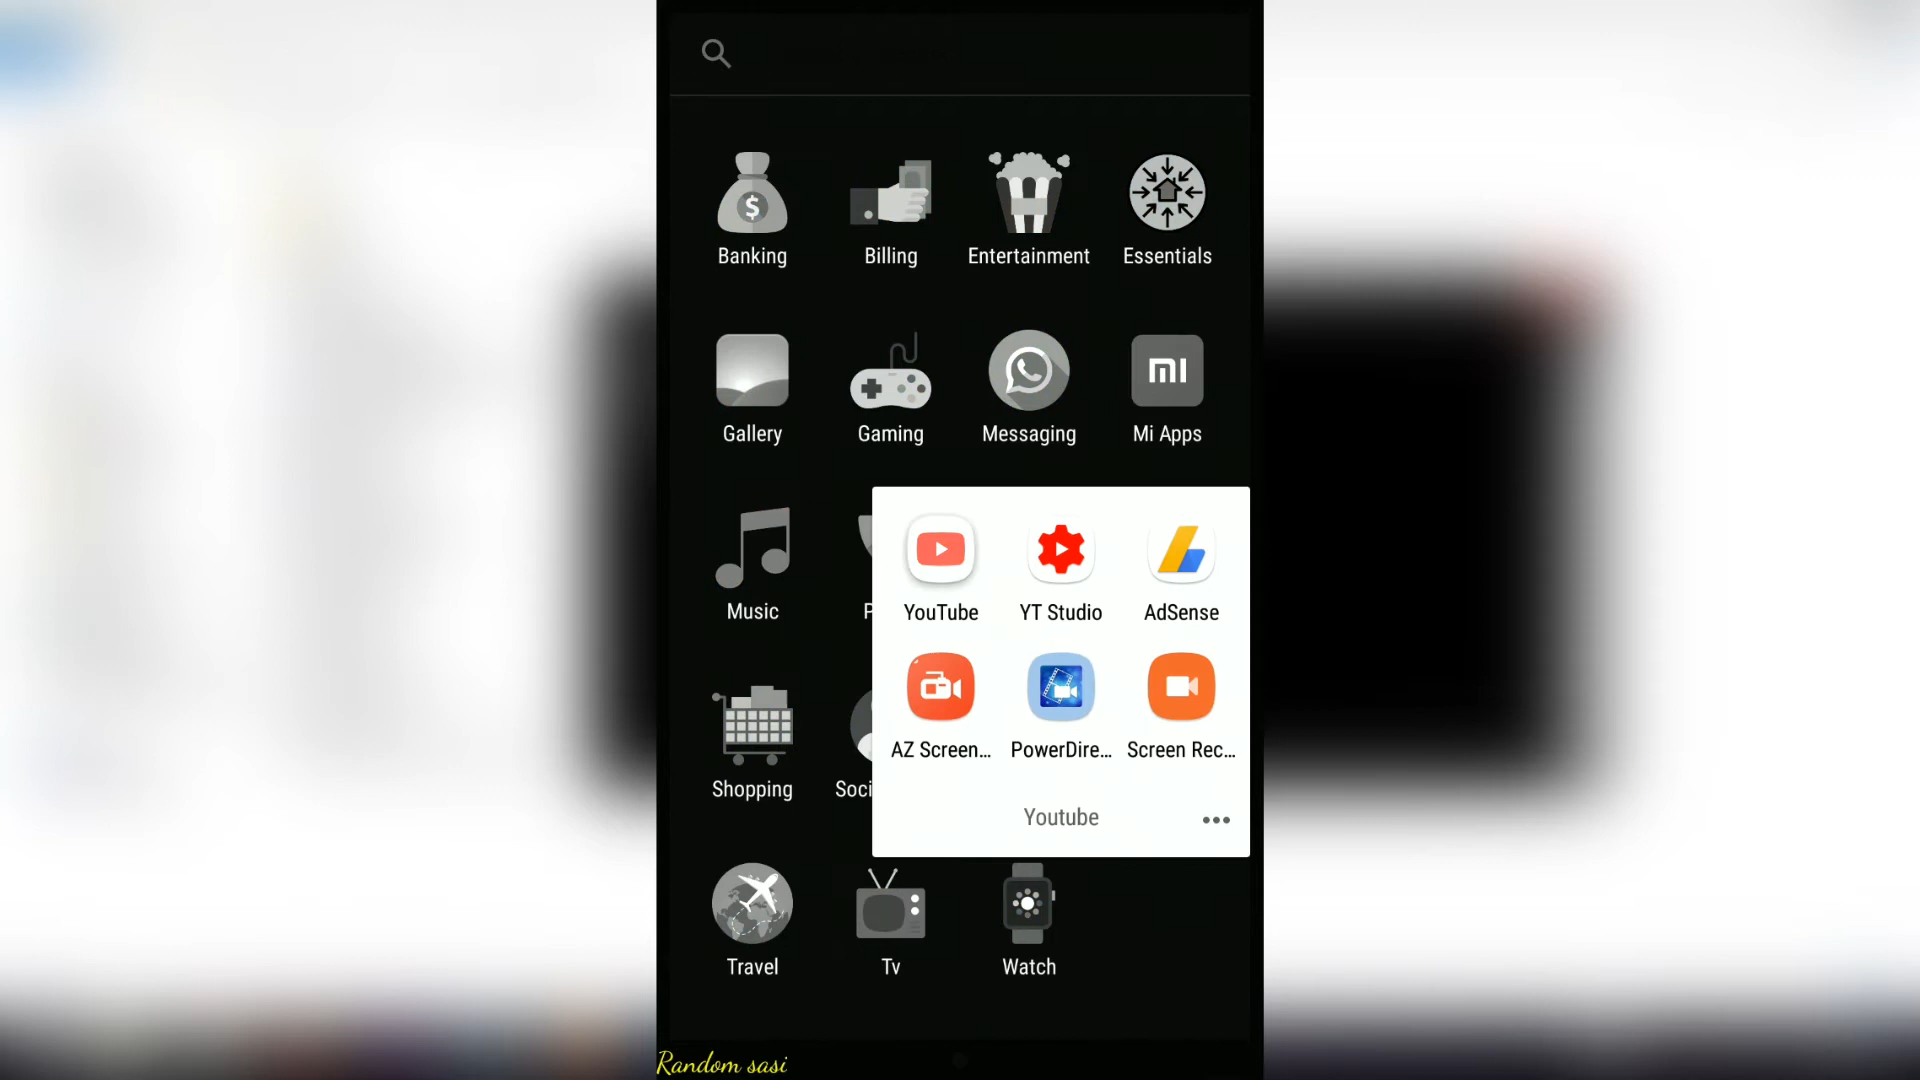 Banking Billing Entertainment Essentials
Gallery Gaming Messaging Mi Apps
Music
YouTube YT Studio AdSense
AZ Screen... PowerDire... Screen Rec...
Shopping
Youtube
Travel Tv Watch
Random sasi